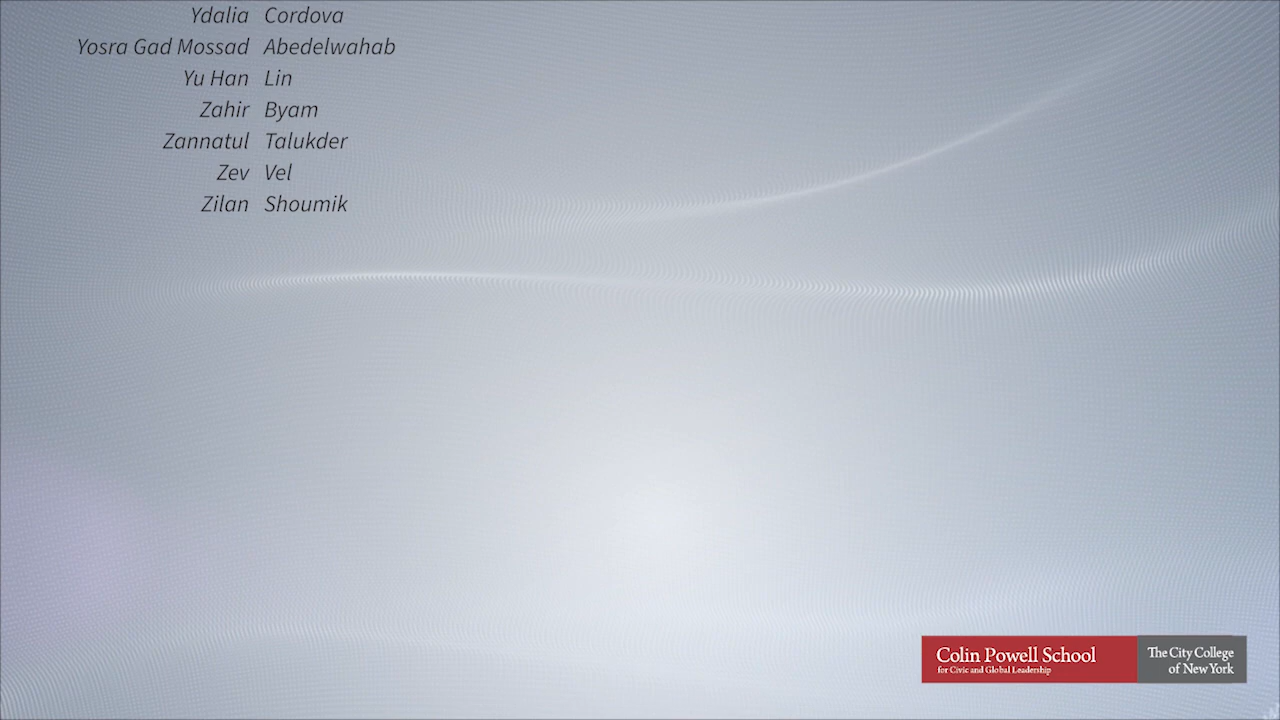 Ydalia Cordova
Yosra Gad Mossad Abedelwahab
Yu Han Lin
Zahir Byam
Zannatul Talukder
Zev Vel
Zilan Shoumik
Colin Powell School
for Civic and Global Leadership
The City College
of New York